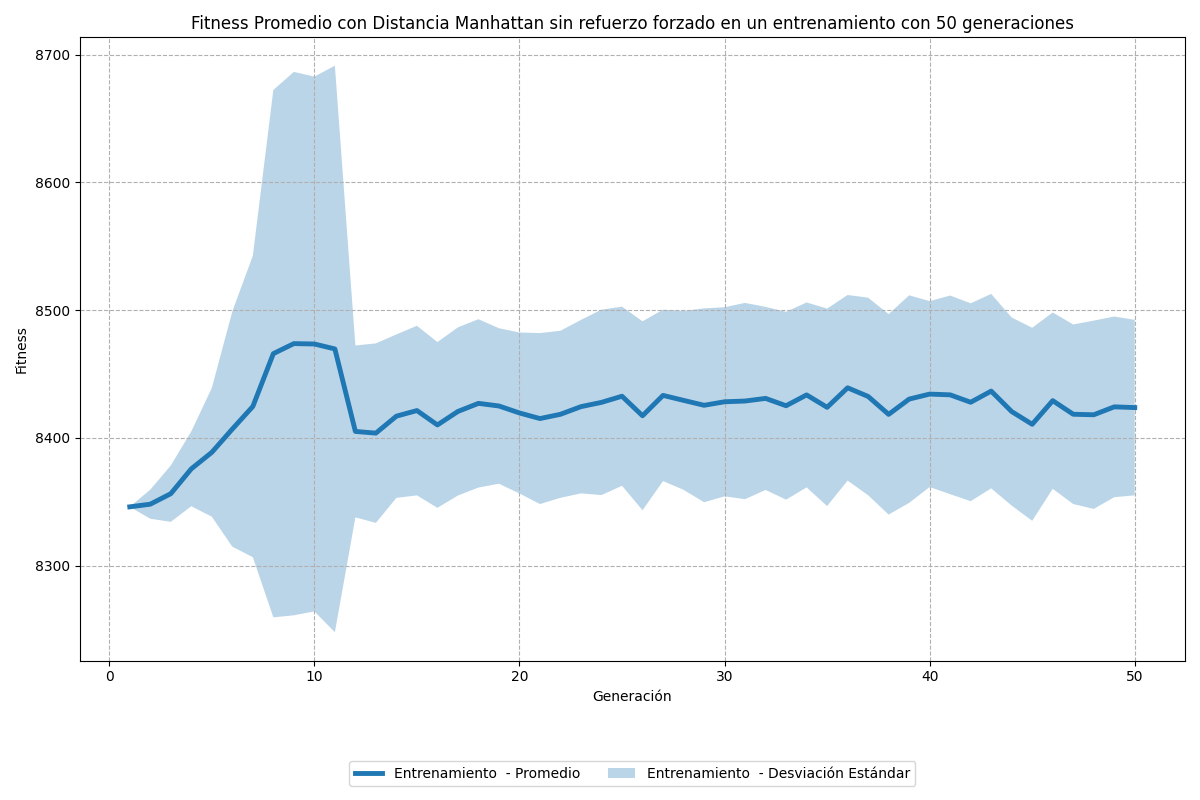 Fitness Promedio con Distancia Manhattan sin refuerzo forzado en un entrenamiento con 50 generaciones
8700
8600
8500
8400
8300
Fitness
0 10 20 30 40 50
Generación
Entrenamiento  - Promedio Entrenamiento  - Desviación Estándar